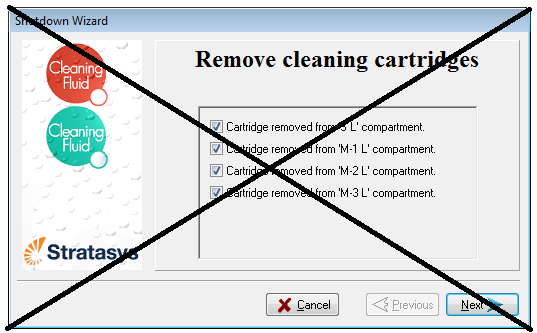 Shutdown Wizard
Remove cleaning cartridges
Cleaning
Fluid
Cleaning
Fluid
Cartridge removed from 'S L' compartment.
Cartridge removed from 'M-1 L' compartment.
Cartridge removed from 'M-2 L' compartment.
Cartridge removed from 'M-3 L' compartment.
Stratasys
Cancel
Previous
Next